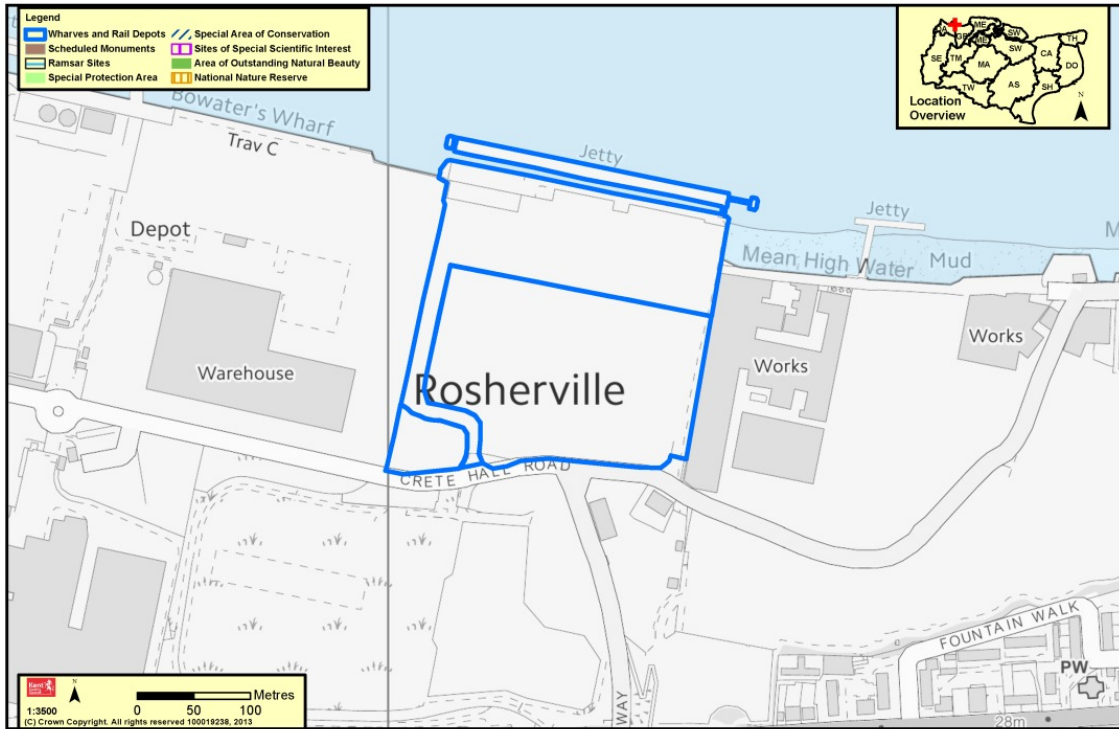 Legend
Wharves and Rail Depots
Special Area of Conservation
Scheduled Monuments
Sites of Special Scientific Interest
Ramsar Sites
Area of Outstanding Natural Beauty
Special Protection Area
National Nature Reserve
ME
GR
ME
SW
SW
TH
CA
SE
TM
MA
DO
TW
AS
SH
Location
Overview
N
Bowater's Wharf
Trav C
Jetty
Depot
Jetty
Mean High Water
Mud
M
Warehouse
Rosherville
Works
Works
CRETE HALL ROAD
FOUNTAIN WALK
PW
WAY
28m
Kent
N
Metres
1:3500
0 50 100
(C) Crown Copyright. All rights reserved 100019238, 2013